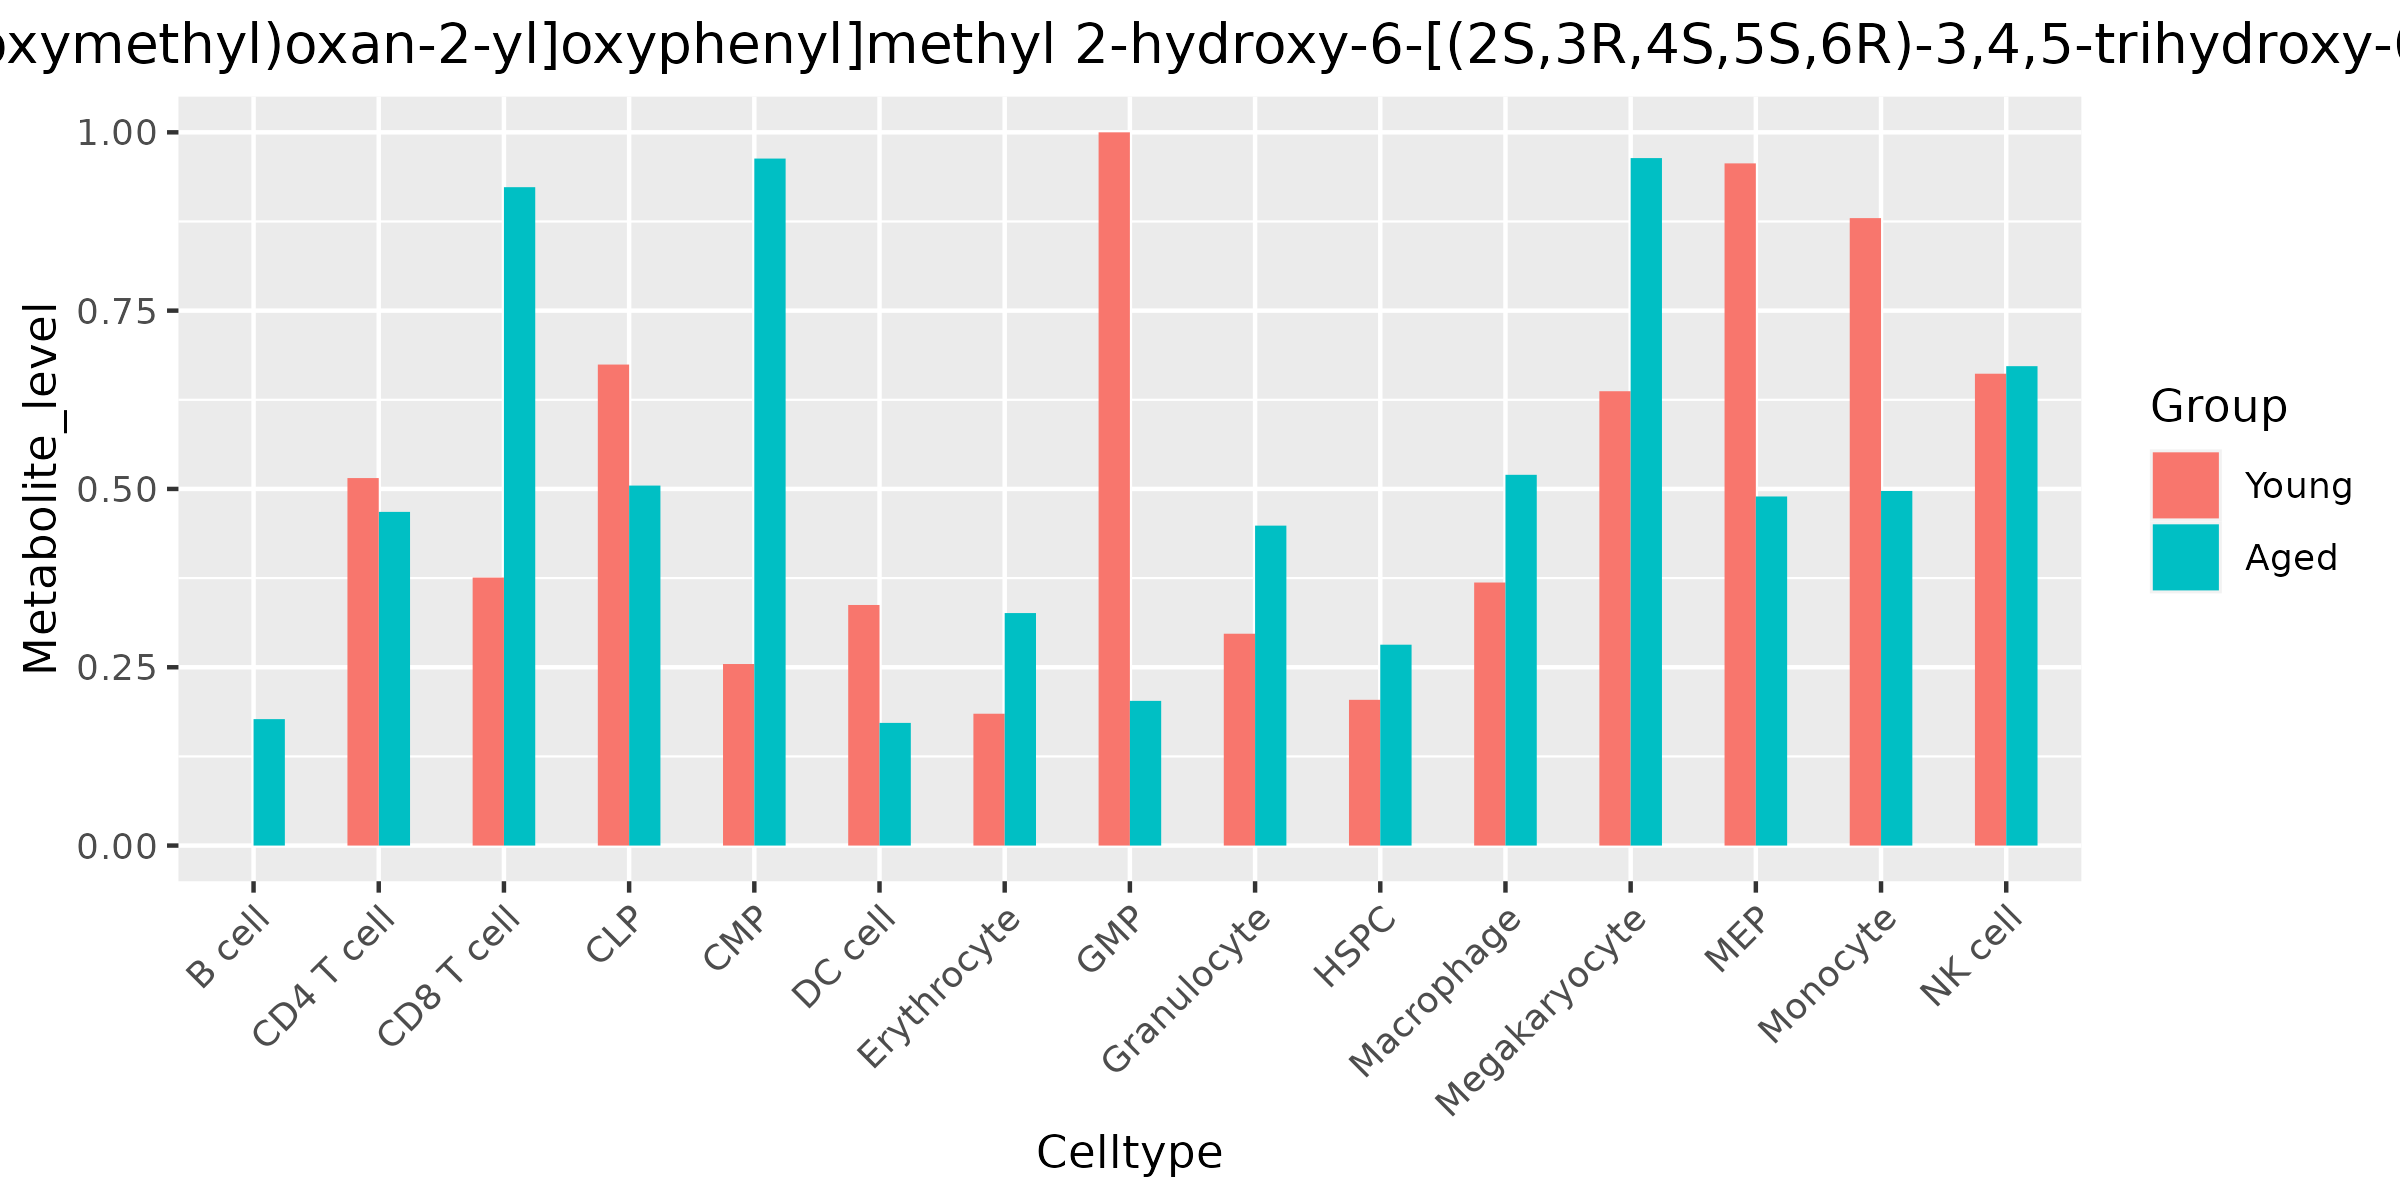 oxymethyl)oxan-2-yl]oxyphenyl]methyl 2-hydroxy-6-[(2S,3R,4S,5S,6R)-3,4,5-trihydroxy-6
Metabolite_level
1.00
0.75
0.50
0.25
0.00
B cell
CD4 T cell
CD8 T cell
CLP
CMP
DC cell
Erythrocyte
GMP
Granulocyte
HSPC
Macrophage
Megakaryocyte
MEP
Monocyte
NK cell
Celltype
Group
Young
Aged